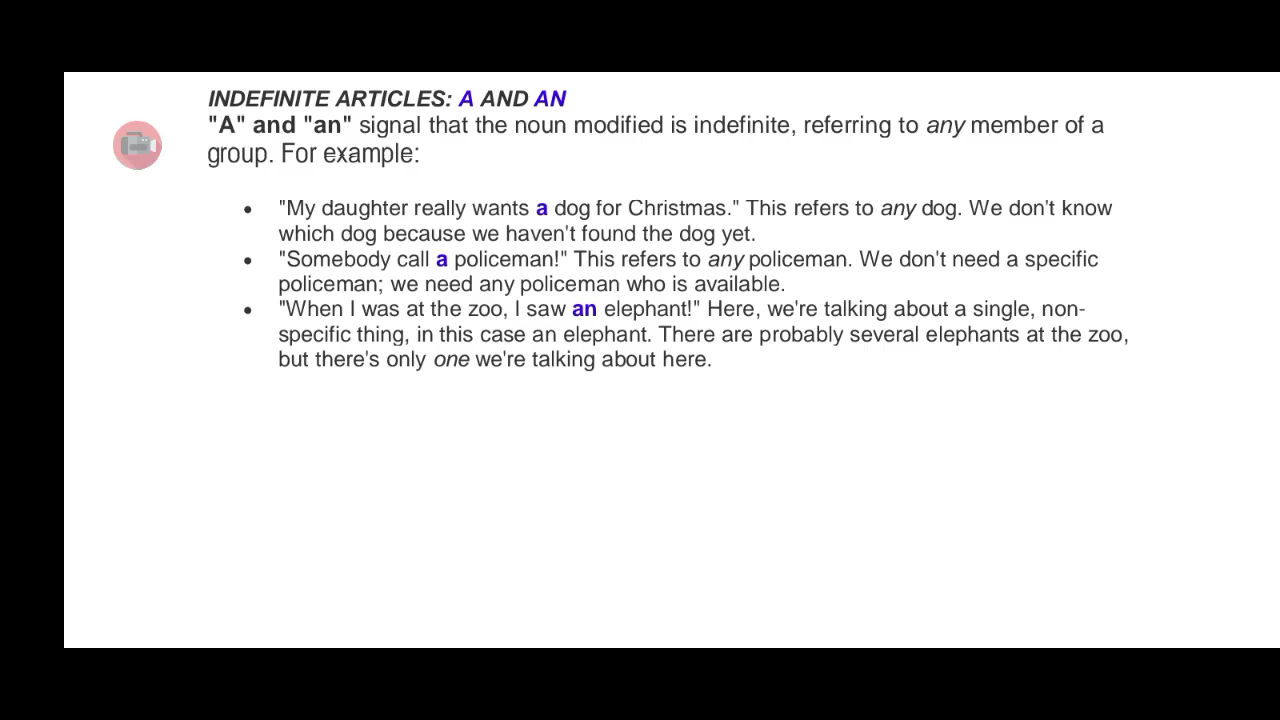 INDEFINITE ARTICLES: A AND AN
"A" and "an" signal that the noun modified is indefinite, referring to any member of a
group. For example:
• "My daughter really wants a dog for Christmas." This refers to any dog. We don't know
which dog because we haven't found the dog yet.
• "Somebody call a policeman!" This refers to any policeman. We don't need a specific
policeman; we need any policeman who is available.
• "When I was at the zoo, I saw an elephant!" Here, we're talking about a single, non-
specific thing, in this case an elephant. There are probably several elephants at the zoo,
but there's only one we're talking about here.